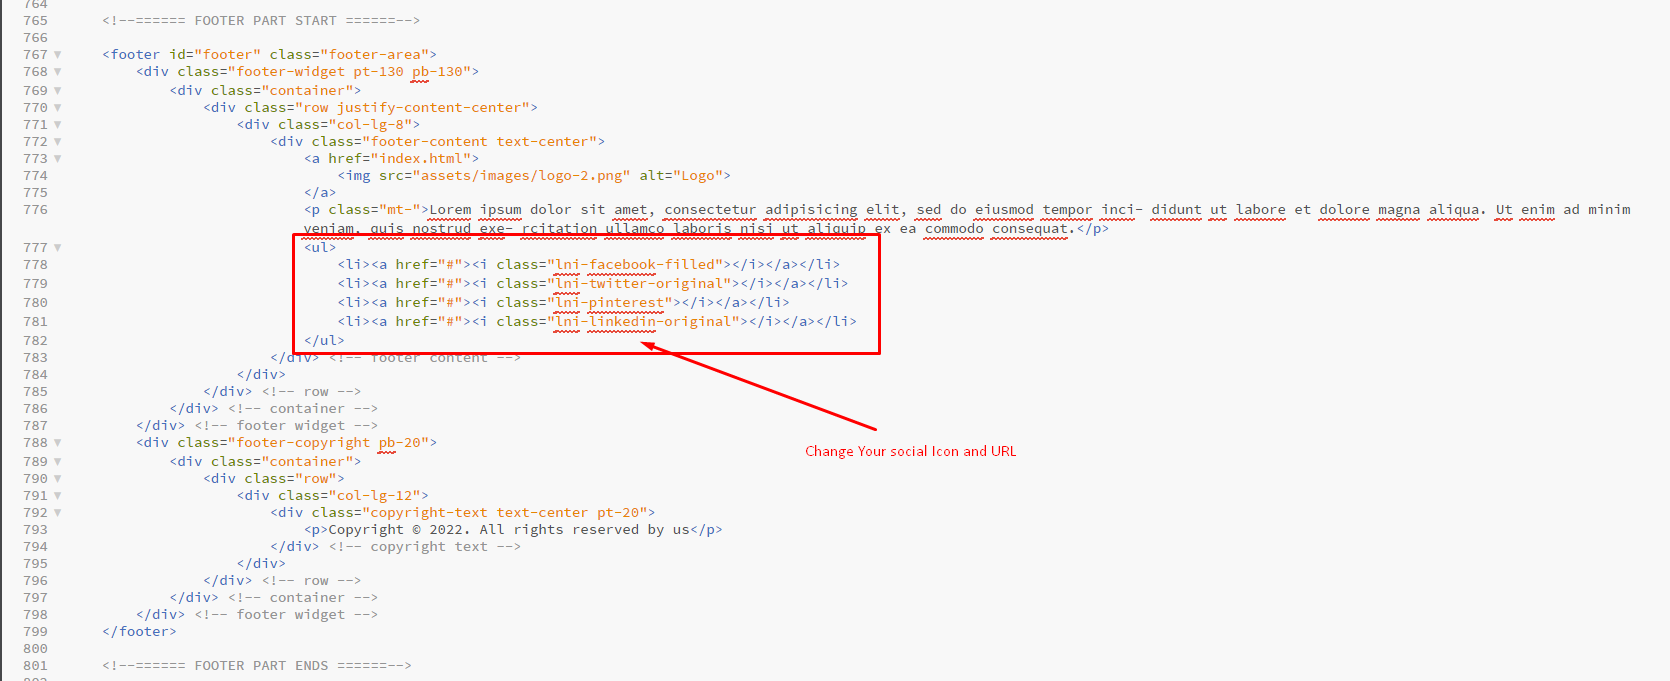 764
765 <!--====== FOOTER PART START ======-->
766
767 <footer id="footer" class="footer-area">
768 <div class="footer-widget pt-130 pb-130">
769 <div class="container">
770 <div class="row justify-content-center">
771 <div class="col-lg-8">
772 <div class="footer-content text-center">
773 <a href="index.html">
774 <img src="assets/images/logo-2.png" alt="Logo">
775 </a>
776 <p class="mt-">Lorem ipsum dolor sit amet, consectetur adipisicing elit, sed do eiusmod tempor inci- didunt ut labore et dolore magna aliqua. Ut enim ad minim
veniam, quis nostrud exe- rcitation ullamco laboris nisi ut aliquip ex ea commodo consequat.</p>
777 <ul>
778 <li><a href="#"><i class="lni-facebook-filled"></i></a></li>
779 <li><a href="#"><i class="lni-twitter-original"></i></a></li>
780 <li><a href="#"><i class="lni-pinterest"></i></a></li>
781 <li><a href="#"><i class="lni-linkedin-original"></i></a></li>
782 </ul>
783 </div> <!-- footer content -->
784 </div>
785 </div> <!-- row -->
786 </div> <!-- container -->
787 </div> <!-- footer widget -->
788 <div class="footer-copyright pb-20">
Change Your social Icon and URL
789 <div class="container">
790 <div class="row">
791 <div class="col-lg-12">
792 <div class="copyright-text text-center pt-20">
793 <p>Copyright © 2022. All rights reserved by us</p>
794 </div> <!-- copyright text -->
795 </div>
796 </div> <!-- row -->
797 </div> <!-- container -->
798 </div> <!-- footer widget -->
799 </footer>
800
801 <!--====== FOOTER PART ENDS ======-->
802